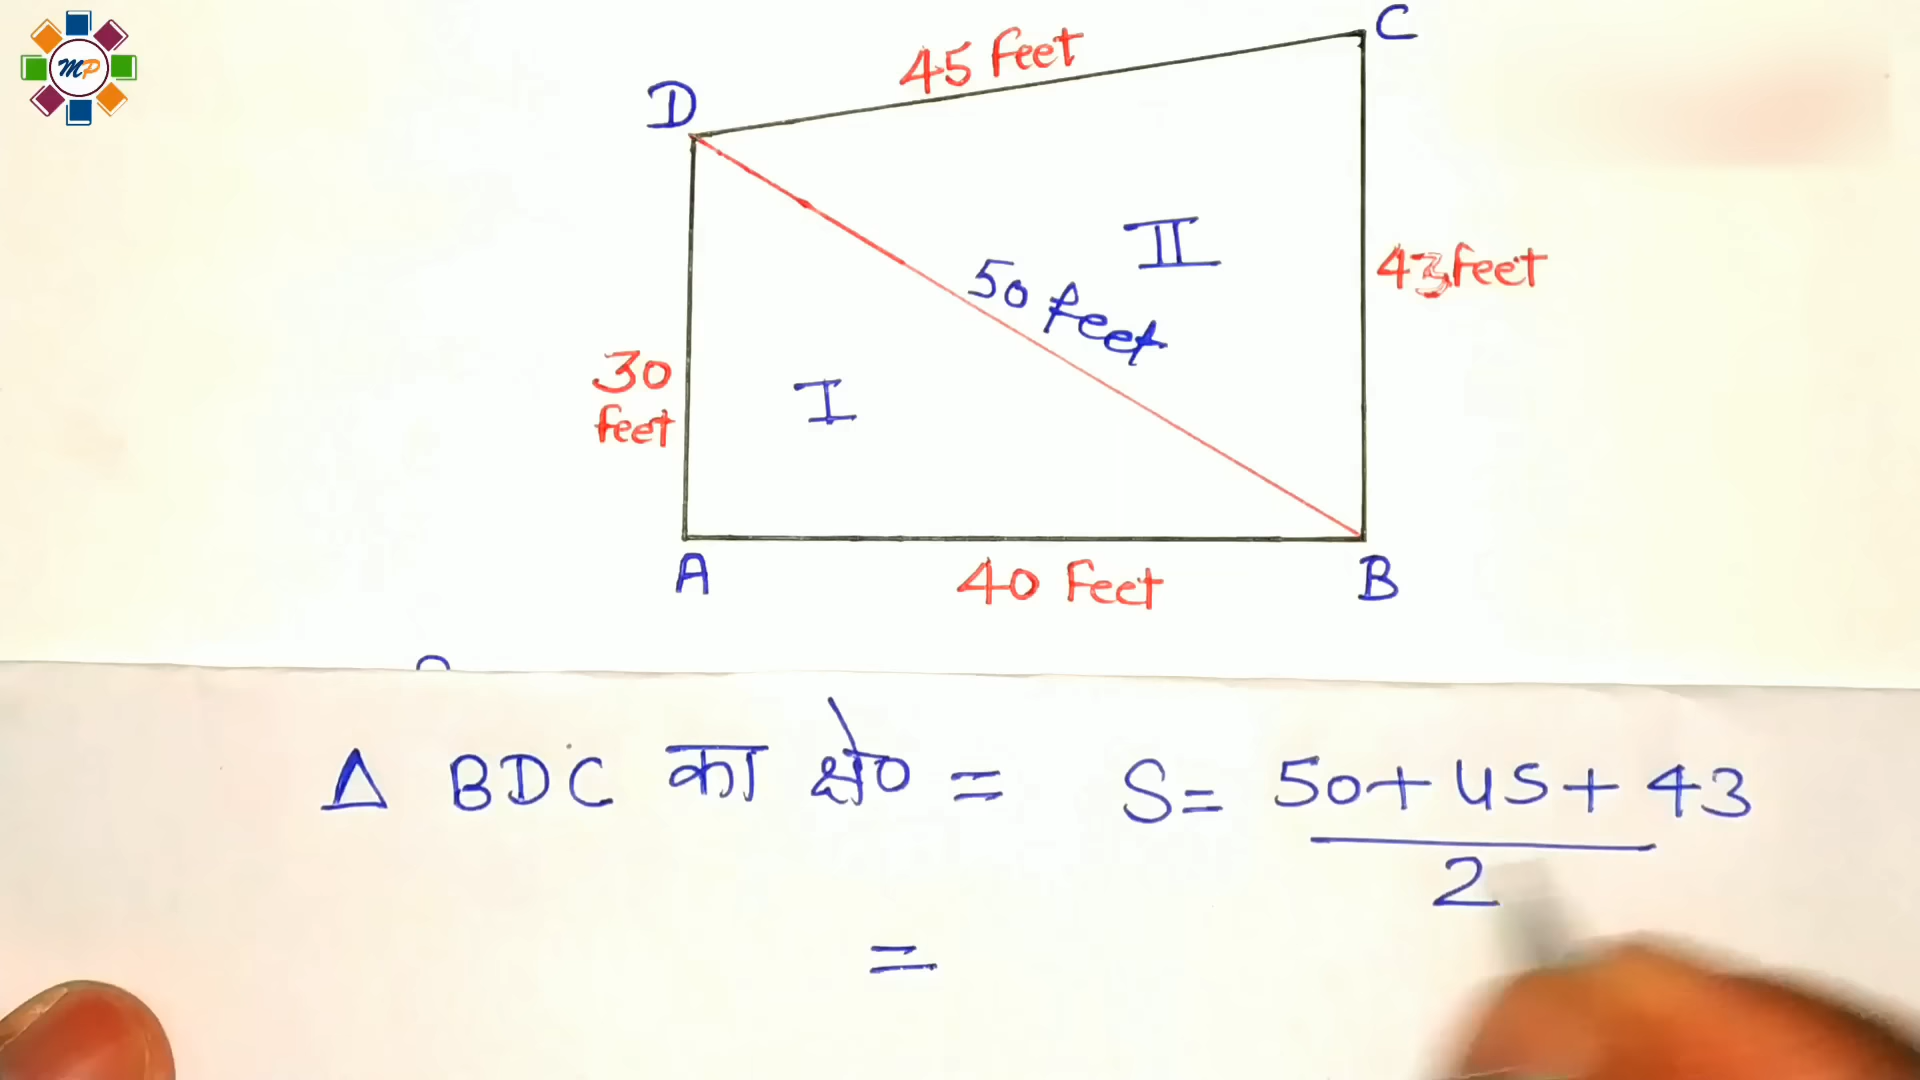 MP
C
45 Feet
D
II
43 Feet
50 feet
30
feet
I
A
40 Feet
B
Δ BDC का क्षे० = S = 50 + 45 + 43
2
=